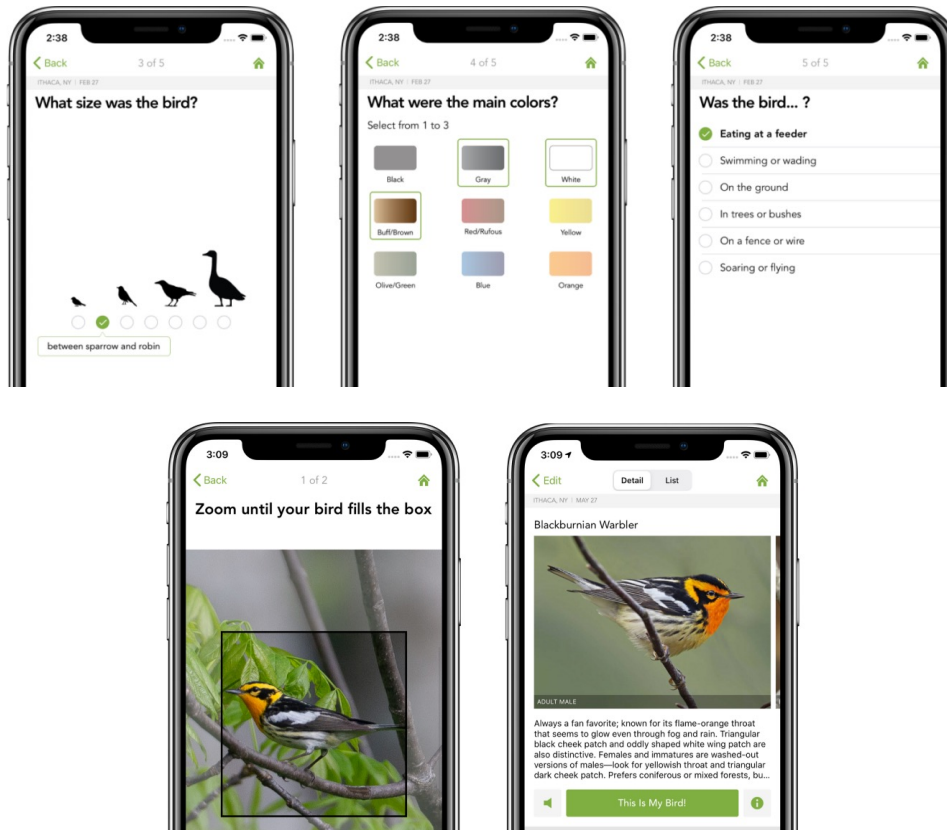 2:38
Back
3 of 5
ITHACA, NY | FEB 27
What size was the bird?
between sparrow and robin
2:38
Back
4 of 5
ITHACA, NY | FEB 27
What were the main colors?
Select from 1 to 3
Black
Gray
White
Buff/Brown
Red/Rufous
Yellow
Olive/Green
Blue
Orange
2:38
Back
5 of 5
ITHACA, NY | FEB 27
Was the bird... ?
Eating at a feeder
Swimming or wading
On the ground
In trees or bushes
On a fence or wire
Soaring or flying
3:09
Back
1 of 2
Zoom until your bird fills the box
3:09
Edit
Detail
List
ITHACA, NY | MAY 27
Blackburnian Warbler
ADULT MALE
Always a fan favorite; known for its flame-orange throat
that seems to glow even through fog and rain. Triangular
black cheek patch and oddly shaped white wing patch are
also distinctive. Females and immatures are washed-out
versions of males—look for yellowish throat and triangular
dark cheek patch. Prefers coniferous or mixed forests, bu...
This Is My Bird!